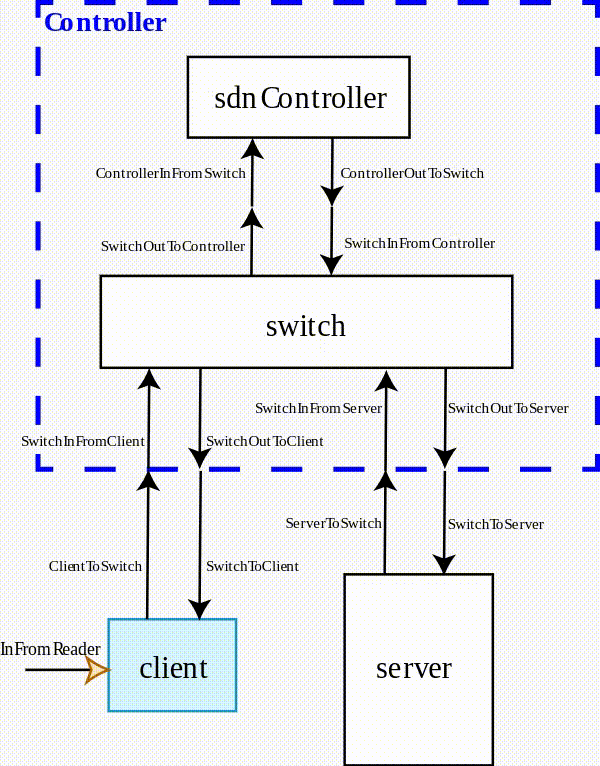 Controller
sdnController
ControllerInFromSwitch
ControllerOutToSwitch
SwitchOutToController
SwitchInFromController
switch
SwitchInFromServer
SwitchOutToServer
SwitchInFromClient
SwitchOutToClient
ServerToSwitch
SwitchToServer
ClientToSwitch
SwitchToClient
InFromReader
client
server